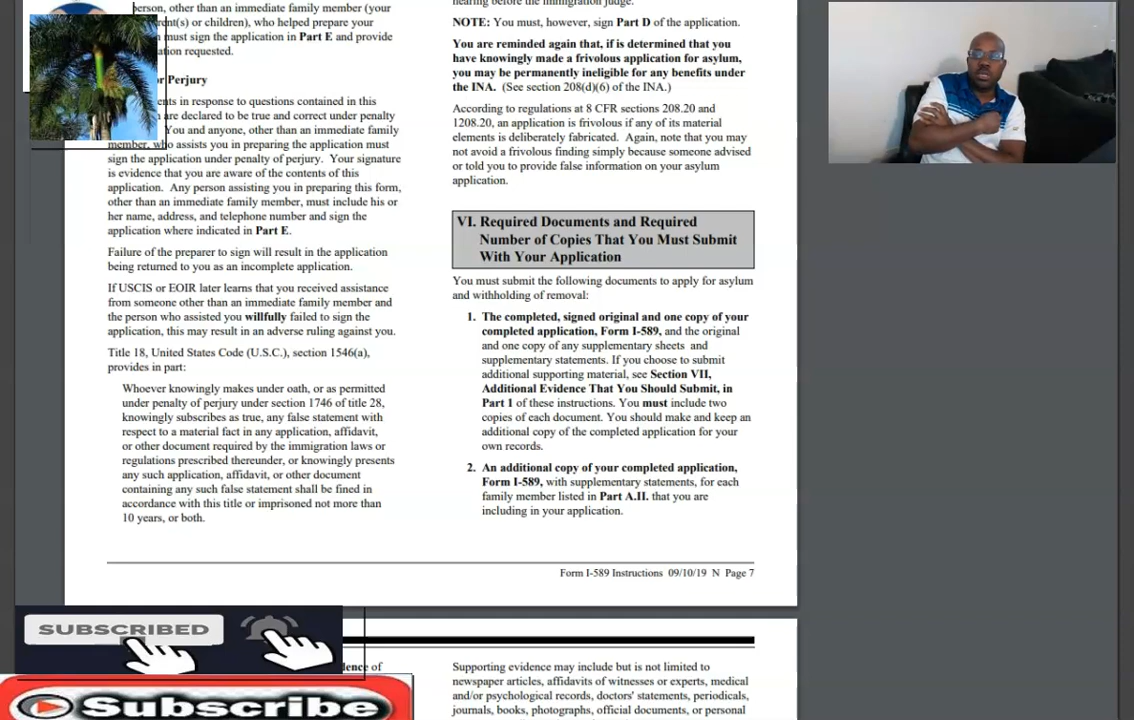 person, other than an immediate family member (your
or children), who helped prepare your
must sign the application in Part E and provide
requested.
Perjury
in response to questions contained in this
are declared to be true and correct under penalty
You and anyone, other than an immediate family
member, who assists you in preparing the application must
sign the application under penalty of perjury. Your signature
is evidence that you are aware of the contents of this
application. Any person assisting you in preparing this form,
other than an immediate family member, must include his or
her name, address, and telephone number and sign the
application where indicated in Part E.
Failure of the preparer to sign will result in the application
being returned to you as an incomplete application.
If USCIS or EOIR later learns that you received assistance
from someone other than an immediate family member and
the person who assisted you willfully failed to sign the
application, this may result in an adverse ruling against you.
Title 18, United States Code (U.S.C.), section 1546(a),
provides in part:
Whoever knowingly makes under oath, or as permitted
under penalty of perjury under section 1746 of title 28,
knowingly subscribes as true, any false statement with
respect to a material fact in any application, affidavit,
or other document required by the immigration laws or
regulations prescribed thereunder, or knowingly presents
any such application, affidavit, or other document
containing any such false statement shall be fined in
accordance with this title or imprisoned not more than
10 years, or both.
hearing before the immigration judge.
NOTE: You must, however, sign Part D of the application.
You are reminded again that, if is determined that you
have knowingly made a frivolous application for asylum,
you may be permanently ineligible for any benefits under
the INA. (See section 208(d)(6) of the INA.)
According to regulations at 8 CFR sections 208.20 and
1208.20, an application is frivolous if any of its material
elements is deliberately fabricated. Again, note that you may
not avoid a frivolous finding simply because someone advised
or told you to provide false information on your asylum
application.
VI. Required Documents and Required
Number of Copies That You Must Submit
With Your Application
You must submit the following documents to apply for asylum
and withholding of removal:
1. The completed, signed original and one copy of your
completed application, Form I-589, and the original
and one copy of any supplementary sheets and
supplementary statements. If you choose to submit
additional supporting material, see Section VII,
Additional Evidence That You Should Submit, in
Part 1 of these instructions. You must include two
copies of each document. You should make and keep an
additional copy of the completed application for your
own records.
2. An additional copy of your completed application,
Form I-589, with supplementary statements, for each
family member listed in Part A.II. that you are
including in your application.
Form I-589 Instructions 09/10/19 N Page 7
SUBSCRIBED
Subscribe
of
Supporting evidence may include but is not limited to
newspaper articles, affidavits of witnesses or experts, medical
and/or psychological records, doctors' statements, periodicals,
journals, books, photographs, official documents, or personal